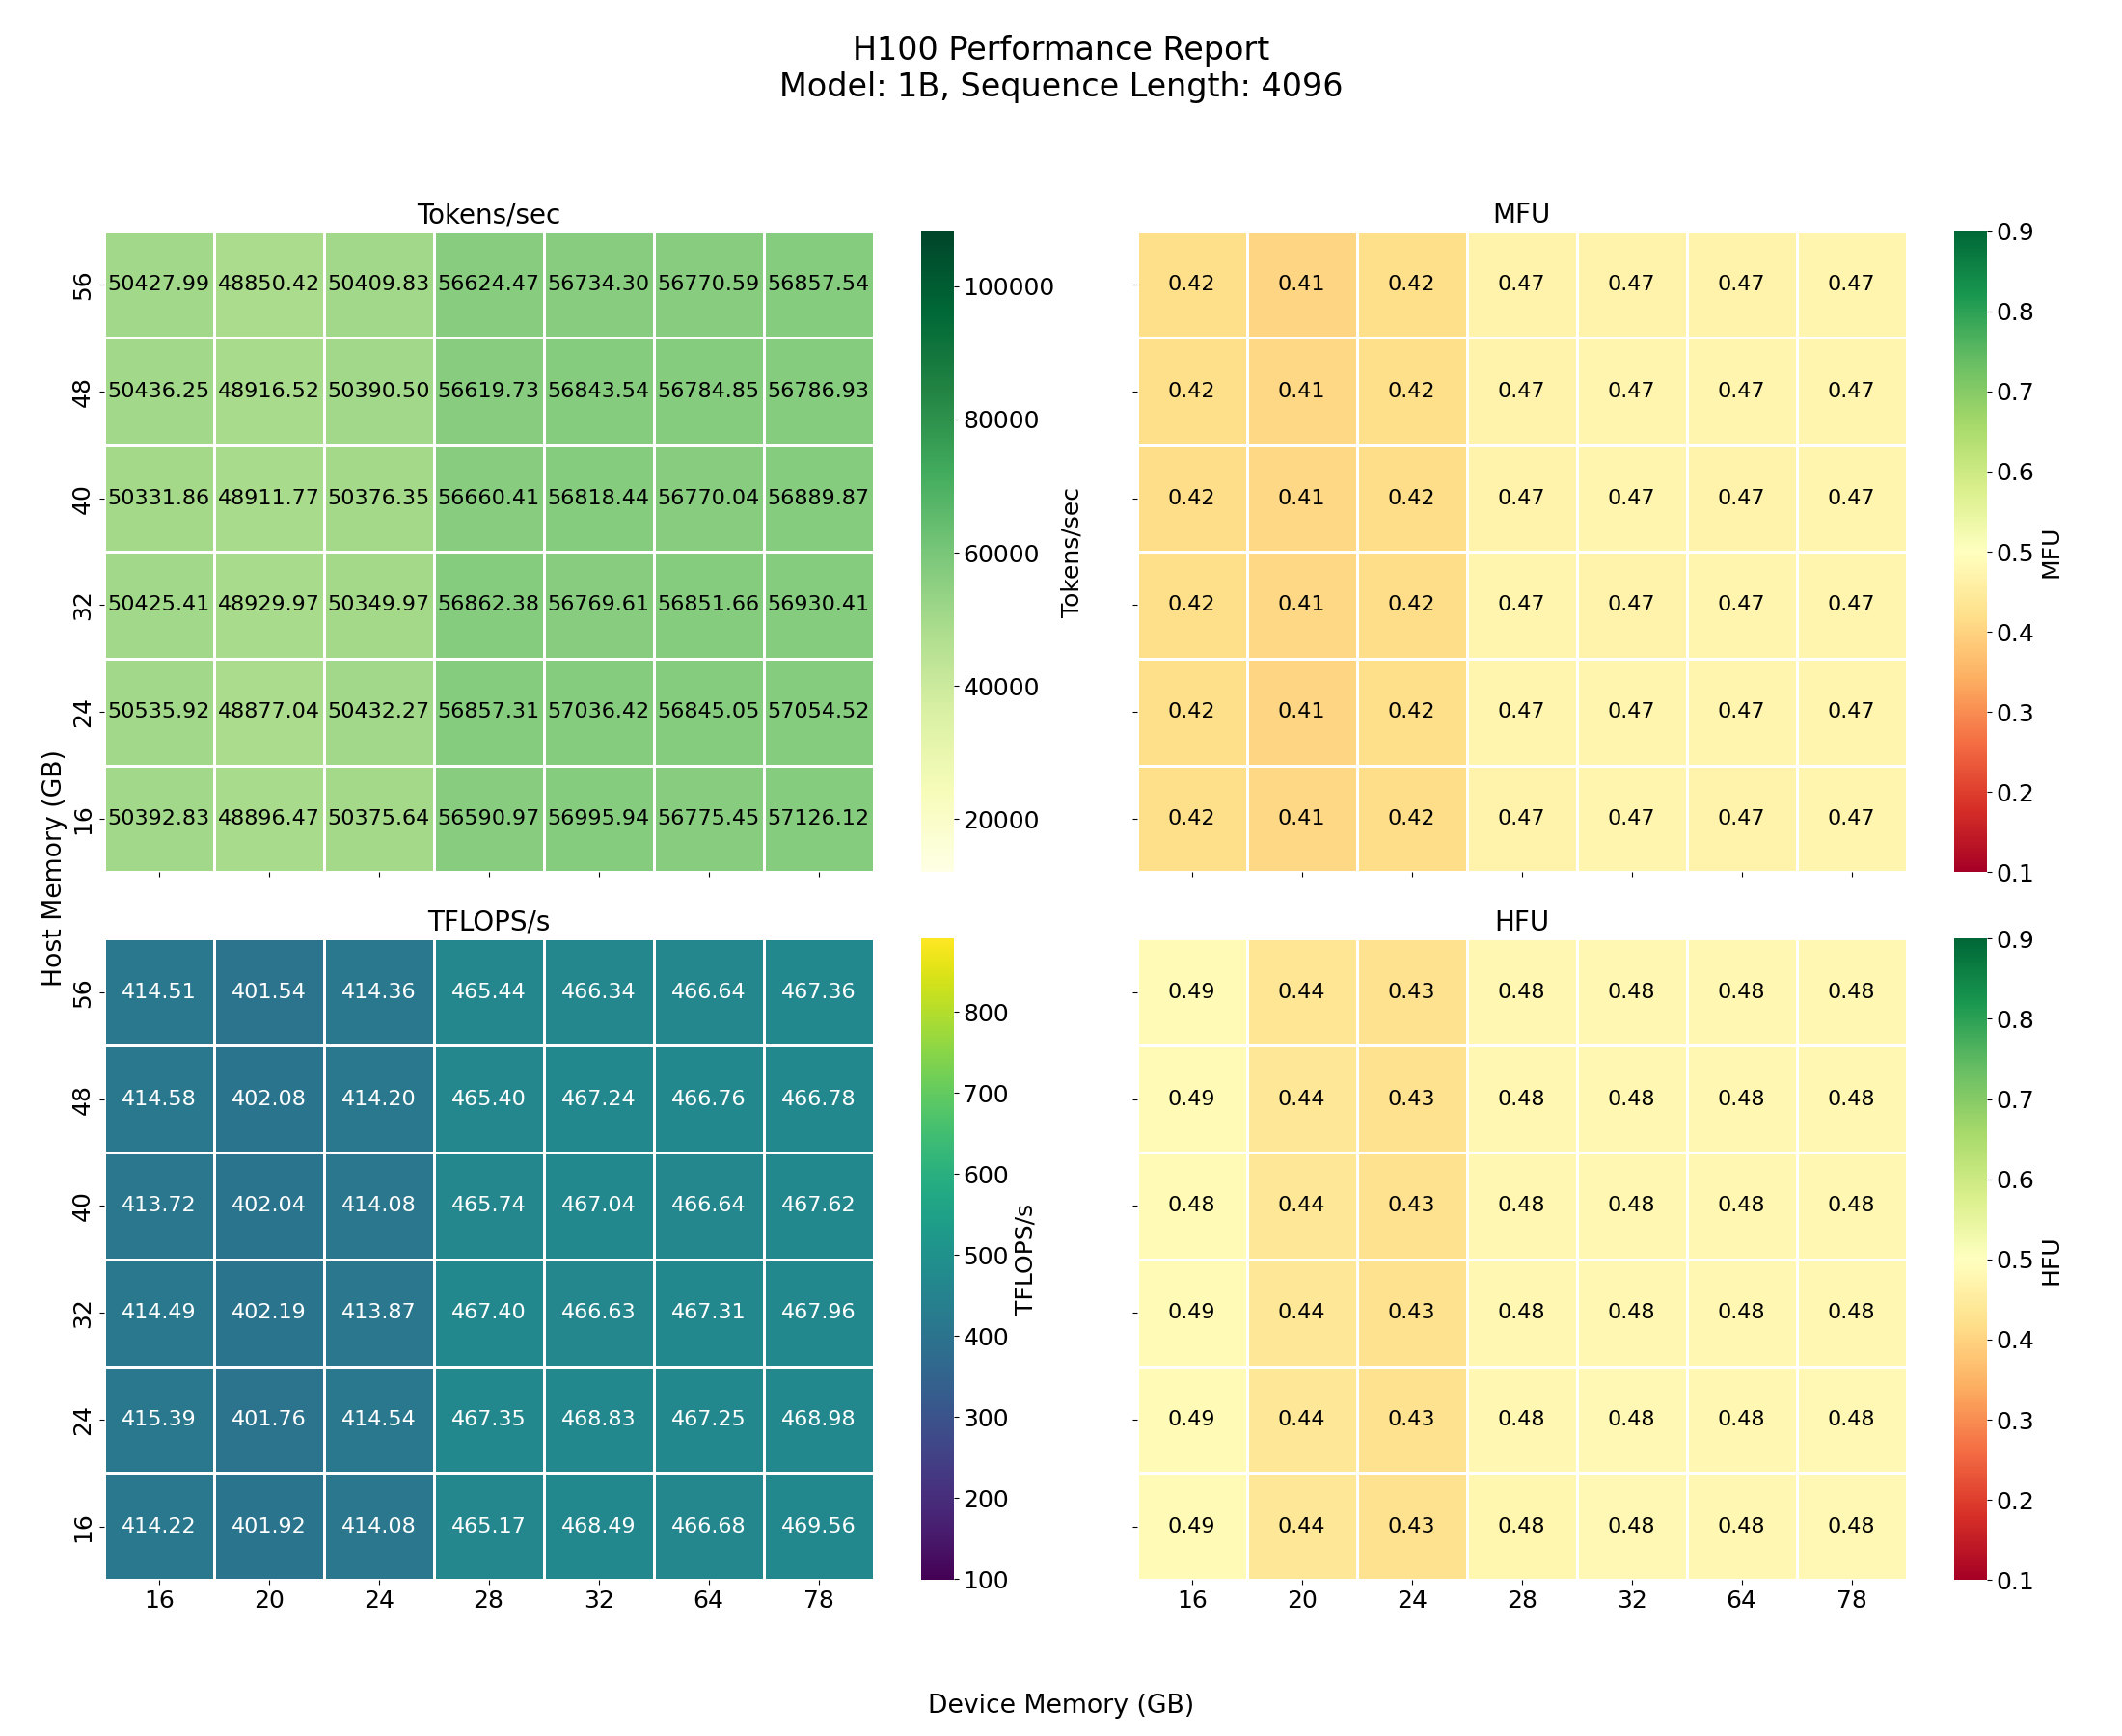 H100 Performance Report
Model: 1B, Sequence Length: 4096
Tokens/sec
56 50427.99 48850.42 50409.83 56624.47 56734.30 56770.59 56857.54
48 50436.25 48916.52 50390.50 56619.73 56843.54 56784.85 56786.93
40 50331.86 48911.77 50376.35 56660.41 56818.44 56770.04 56889.87
32 50425.41 48929.97 50349.97 56862.38 56769.61 56851.66 56930.41
24 50535.92 48877.04 50432.27 56857.31 57036.42 56845.05 57054.52
16 50392.83 48896.47 50375.64 56590.97 56995.94 56775.45 57126.12
100000
80000
60000
40000
20000
Tokens/sec
MFU
0.42 0.41 0.42 0.47 0.47 0.47 0.47
0.42 0.41 0.42 0.47 0.47 0.47 0.47
0.42 0.41 0.42 0.47 0.47 0.47 0.47
0.42 0.41 0.42 0.47 0.47 0.47 0.47
0.42 0.41 0.42 0.47 0.47 0.47 0.47
0.42 0.41 0.42 0.47 0.47 0.47 0.47
0.9
0.8
0.7
0.6
0.5
0.4
0.3
0.2
0.1
MFU
Host Memory (GB)
TFLOPS/s
56 414.51 401.54 414.36 465.44 466.34 466.64 467.36
48 414.58 402.08 414.20 465.40 467.24 466.76 466.78
40 413.72 402.04 414.08 465.74 467.04 466.64 467.62
32 414.49 402.19 413.87 467.40 466.63 467.31 467.96
24 415.39 401.76 414.54 467.35 468.83 467.25 468.98
16 414.22 401.92 414.08 465.17 468.49 466.68 469.56
16 20 24 28 32 64 78
800
700
600
500
400
300
200
100
TFLOPS/s
HFU
0.49 0.44 0.43 0.48 0.48 0.48 0.48
0.49 0.44 0.43 0.48 0.48 0.48 0.48
0.48 0.44 0.43 0.48 0.48 0.48 0.48
0.49 0.44 0.43 0.48 0.48 0.48 0.48
0.49 0.44 0.43 0.48 0.48 0.48 0.48
0.49 0.44 0.43 0.48 0.48 0.48 0.48
16 20 24 28 32 64 78
0.9
0.8
0.7
0.6
0.5
0.4
0.3
0.2
0.1
HFU
Device Memory (GB)